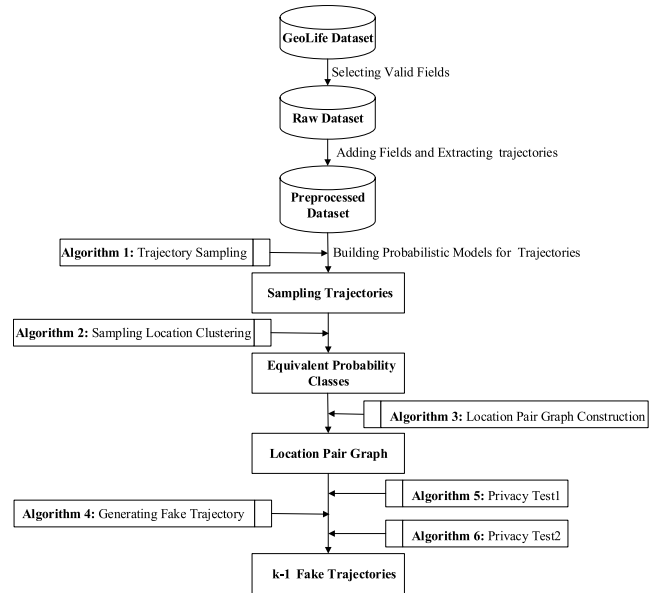 GeoLife Dataset
Selecting Valid Fields
Raw Dataset
Adding Fields and Extracting trajectories
Preprocessed
Dataset
Algorithm 1: Trajectory Sampling
Building Probabilistic Models for Trajectories
Sampling Trajectories
Algorithm 2: Sampling Location Clustering
Equivalent Probability
Classes
Algorithm 3: Location Pair Graph Construction
Location Pair Graph
Algorithm 5: Privacy Test1
Algorithm 4: Generating Fake Trajectory
Algorithm 6: Privacy Test2
k-1 Fake Trajectories